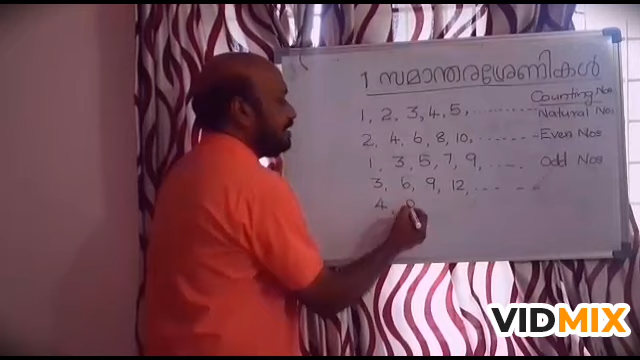 1 സമാന്തരശ്രേണികൾ
Counting Nos
1, 2, 3, 4, 5, ......... Natural Nos
2, 4, 6, 8, 10, ....... Even Nos
1, 3, 5, 7, 9, ...... Odd Nos
3, 6, 9, 12, ... - -
4,
VIDMIX